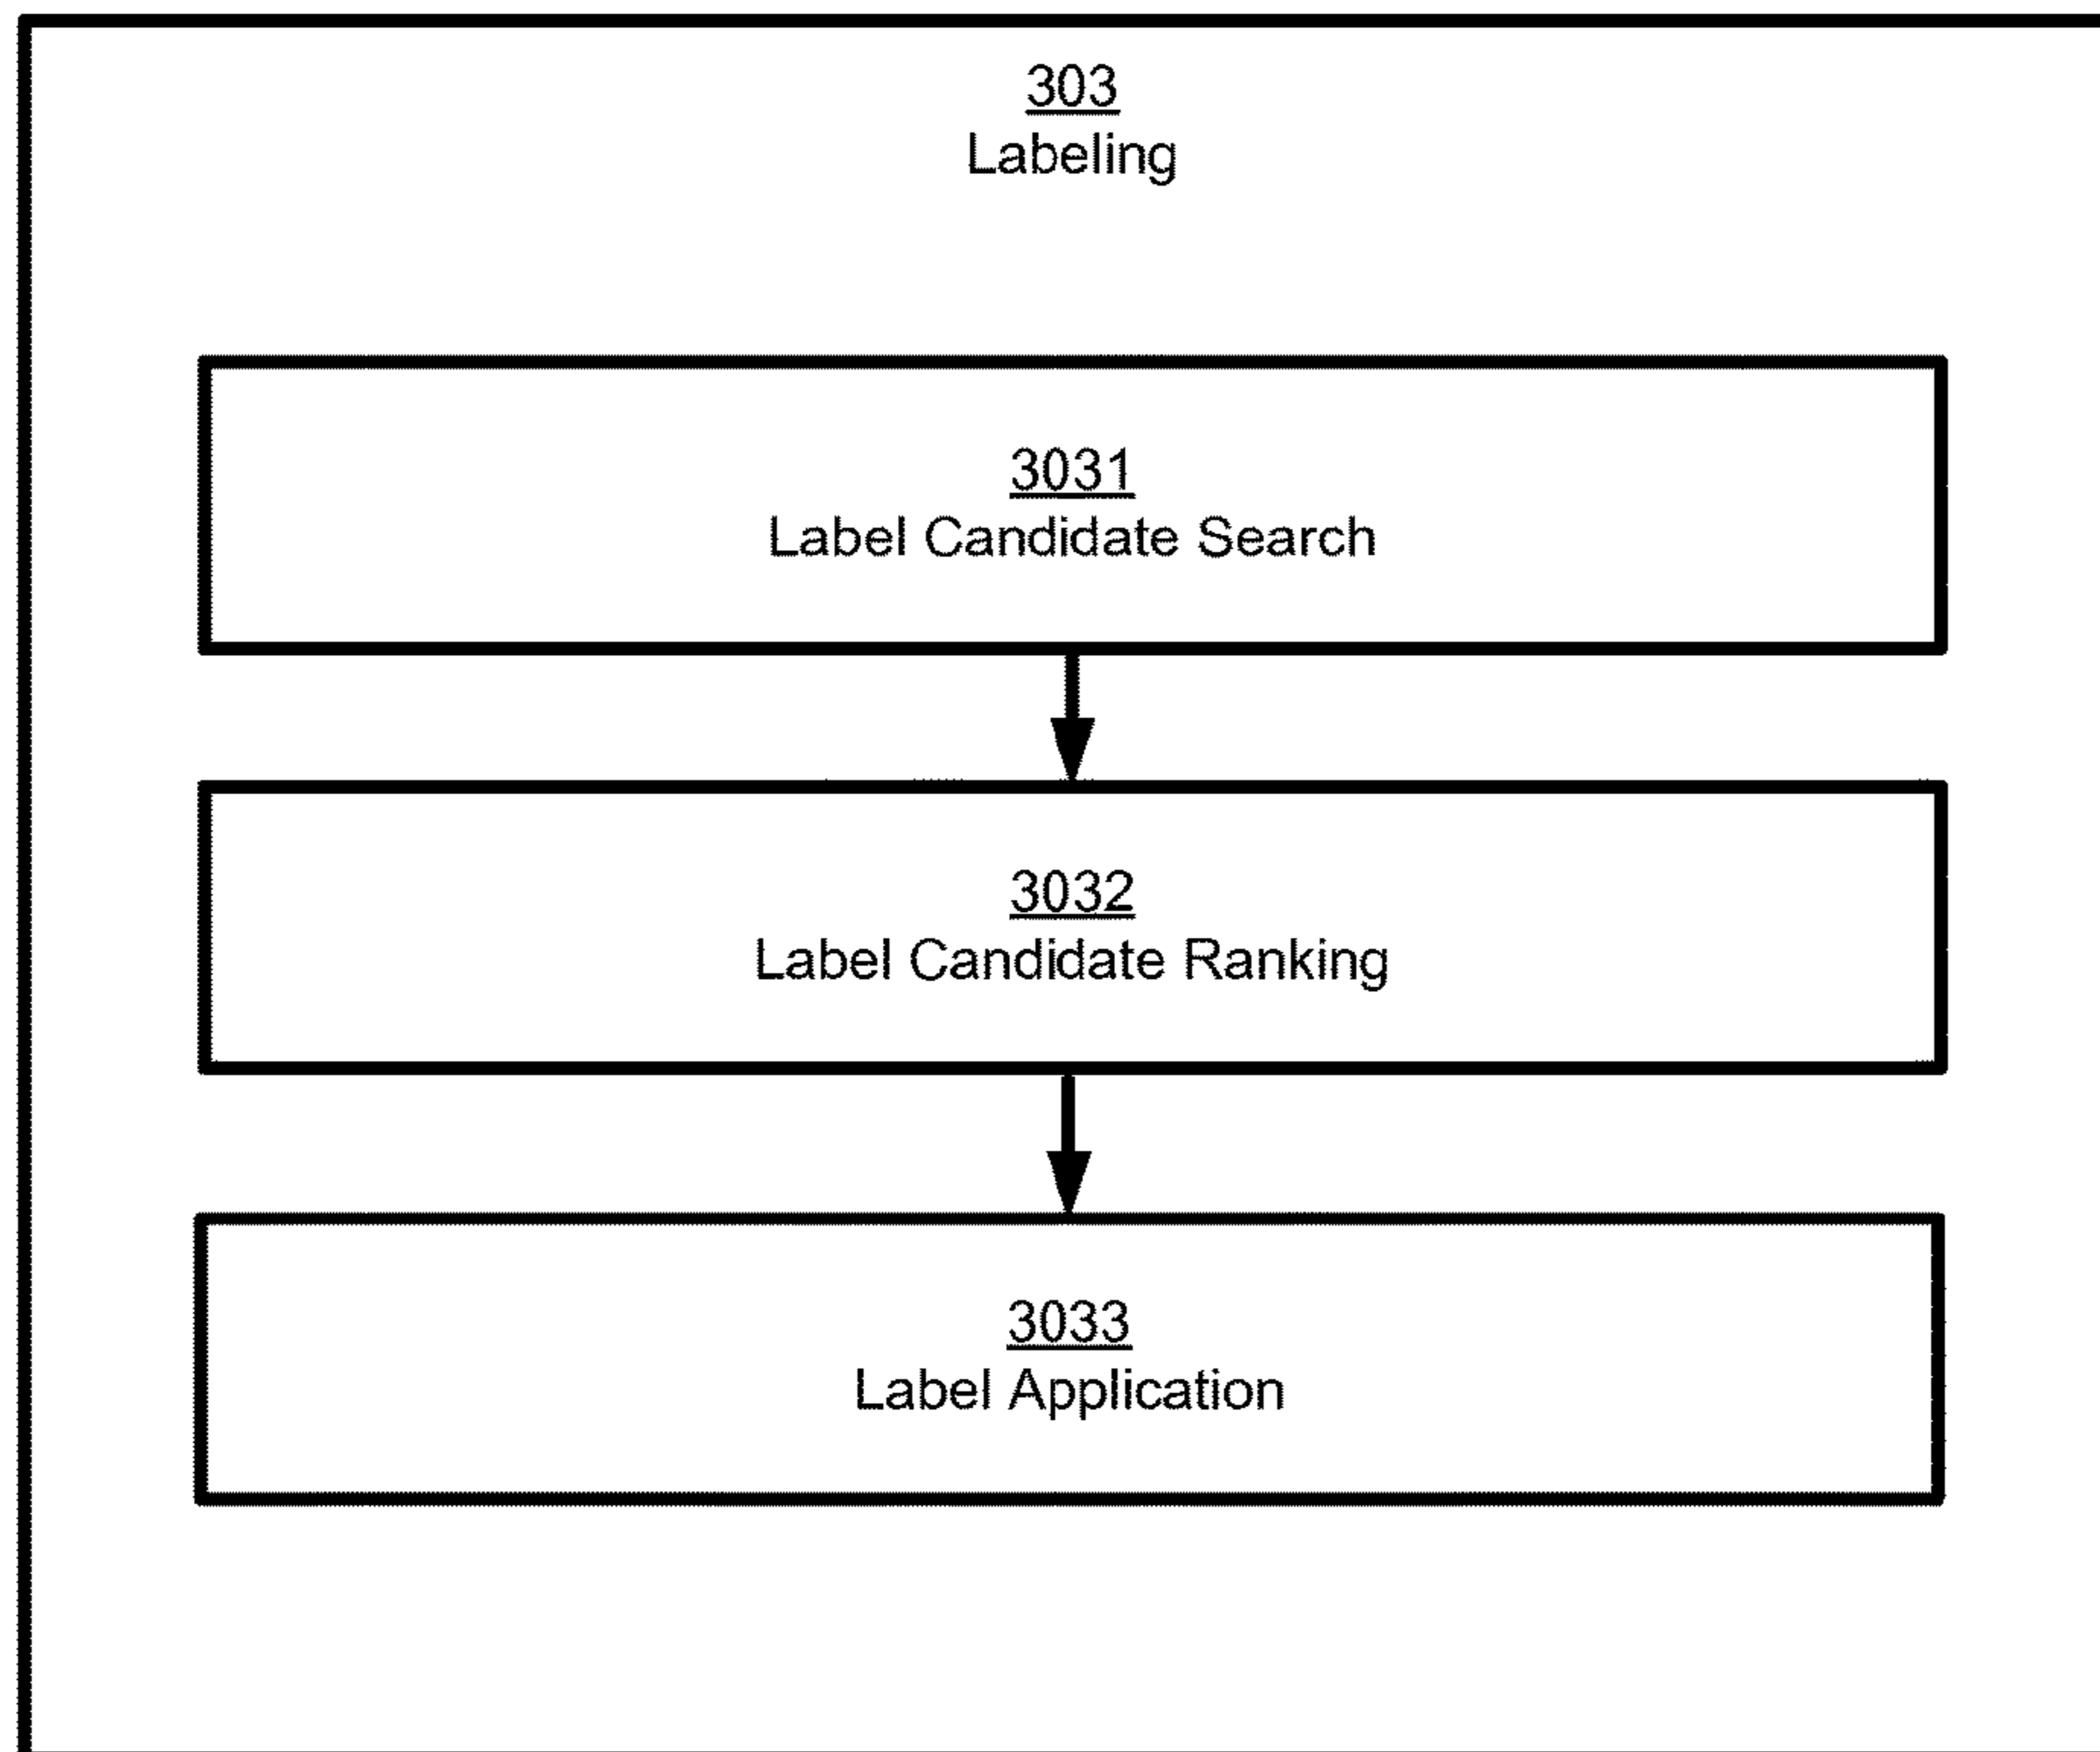 303
Labeling
3031
Label Candidate Search
3032
Label Candidate Ranking
3033
Label Application